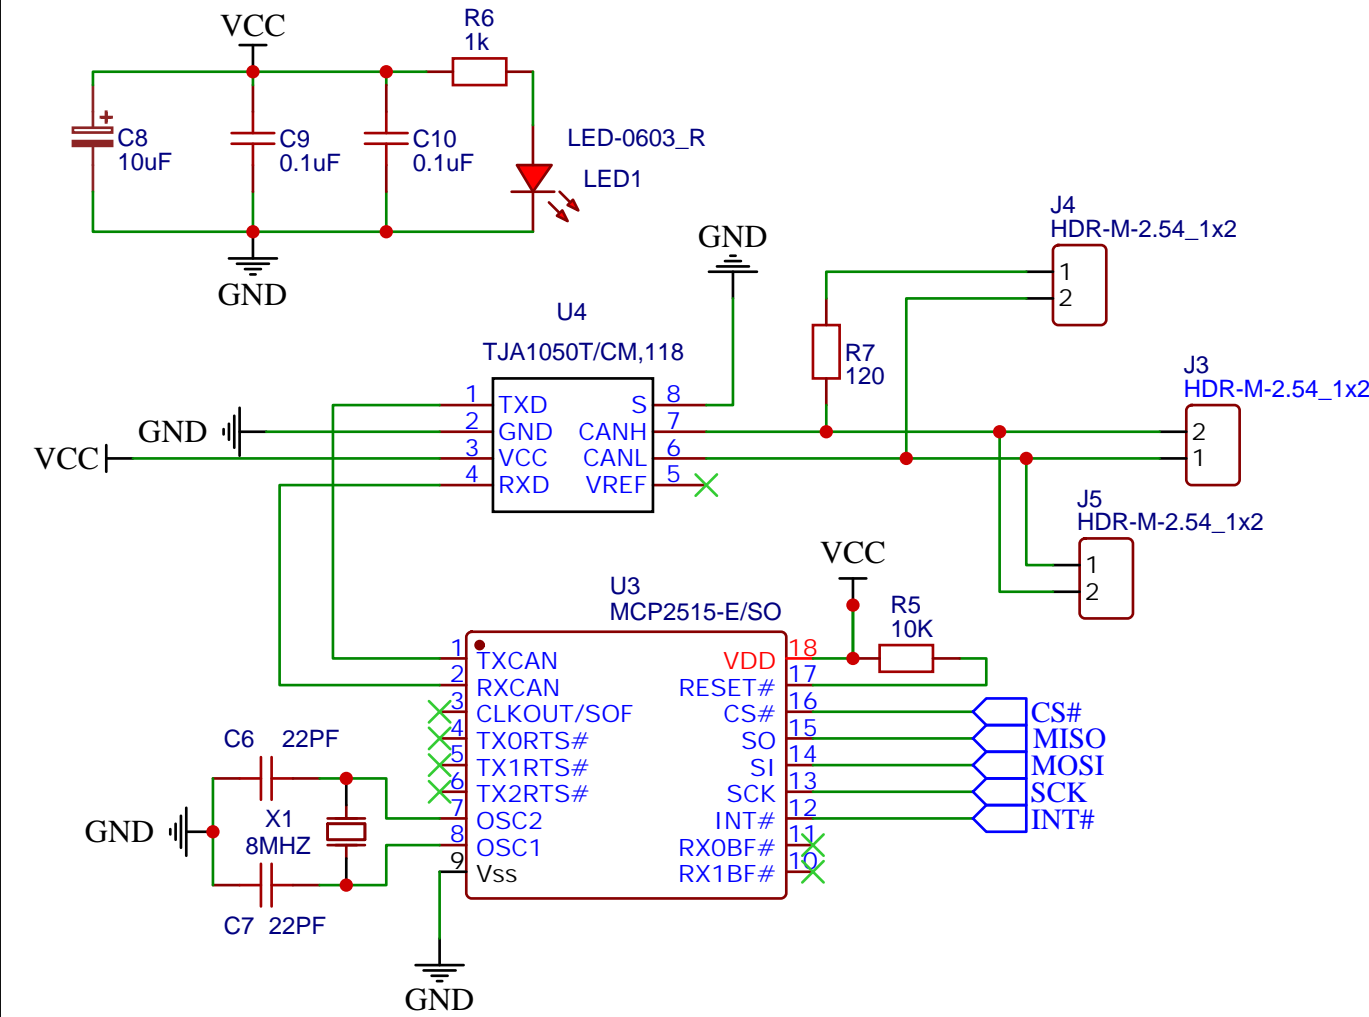 VCC
R6
1k
+
C8
10uF
C9
0.1uF
C10
0.1uF
LED-0603_R
LED1
GND
GND
J4
HDR-M-2.54_1x2
1
2
U4
TJA1050T/CM,118
R7
120
J3
HDR-M-2.54_1x2
2
1
1 TXD S 8
GND 2 GND CANH 7
VCC 3 VCC CANL 6
4 RXD VREF 5
J5
HDR-M-2.54_1x2
1
2
VCC
U3
MCP2515-E/SO
R5
10K
1 TXCAN VDD 18
2 RXCAN RESET# 17
3 CLKOUT/SOF CS# 16 CS#
4 TX0RTS# SO 15 MISO
5 TX1RTS# SI 14 MOSI
6 TX2RTS# SCK 13 SCK
7 OSC2 INT# 12 INT#
8 OSC1 RX0BF# 11
9 Vss RX1BF# 10
C6 22PF
GND
X1
8MHZ
C7 22PF
GND